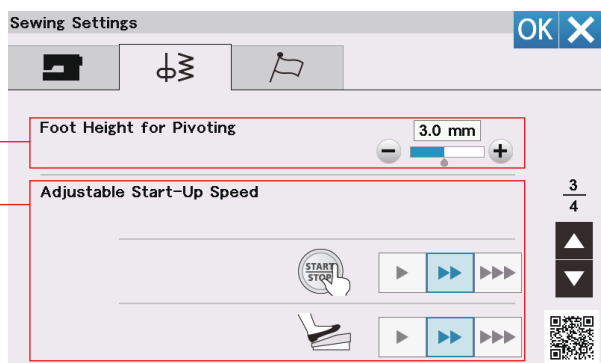 Sewing Settings
OK
Foot Height for Pivoting
3.0 mm
Adjustable Start-Up Speed
3
4
START
STOP